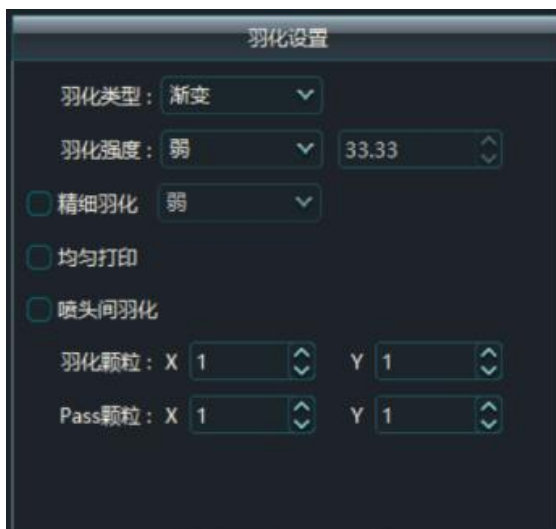 羽化设置
羽化类型： 渐变
羽化强度： 弱 33.33
精细羽化 弱
均匀打印
喷头间羽化
羽化颗粒： X 1 Y 1
Pass颗粒： X 1 Y 1